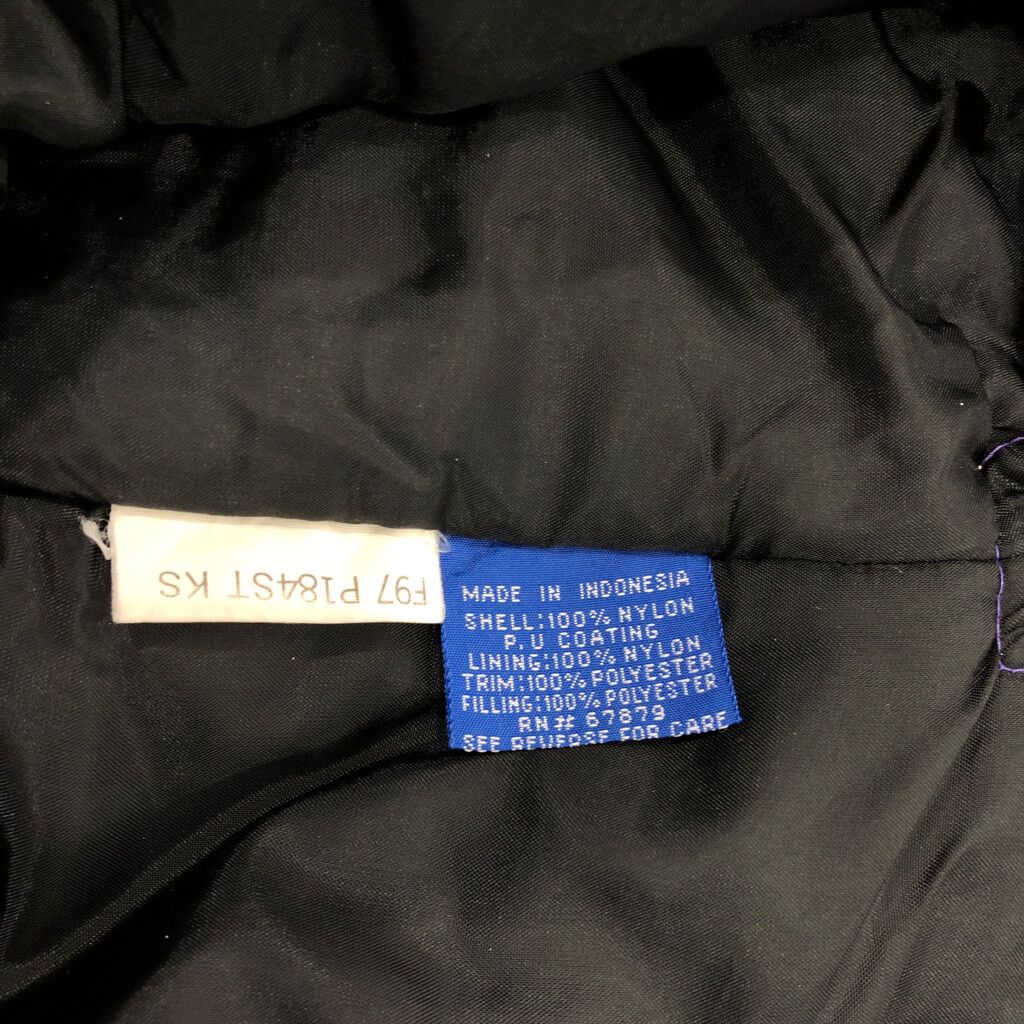 F97 P184ST KS
MADE IN INDONESIA
SHELL:100% NYLON
P.U COATING
LINING:100% NYLON
TRIM:100% POLYESTER
FILLING:100% POLYESTER
RN# 67879
SEE REVERSE FOR CARE